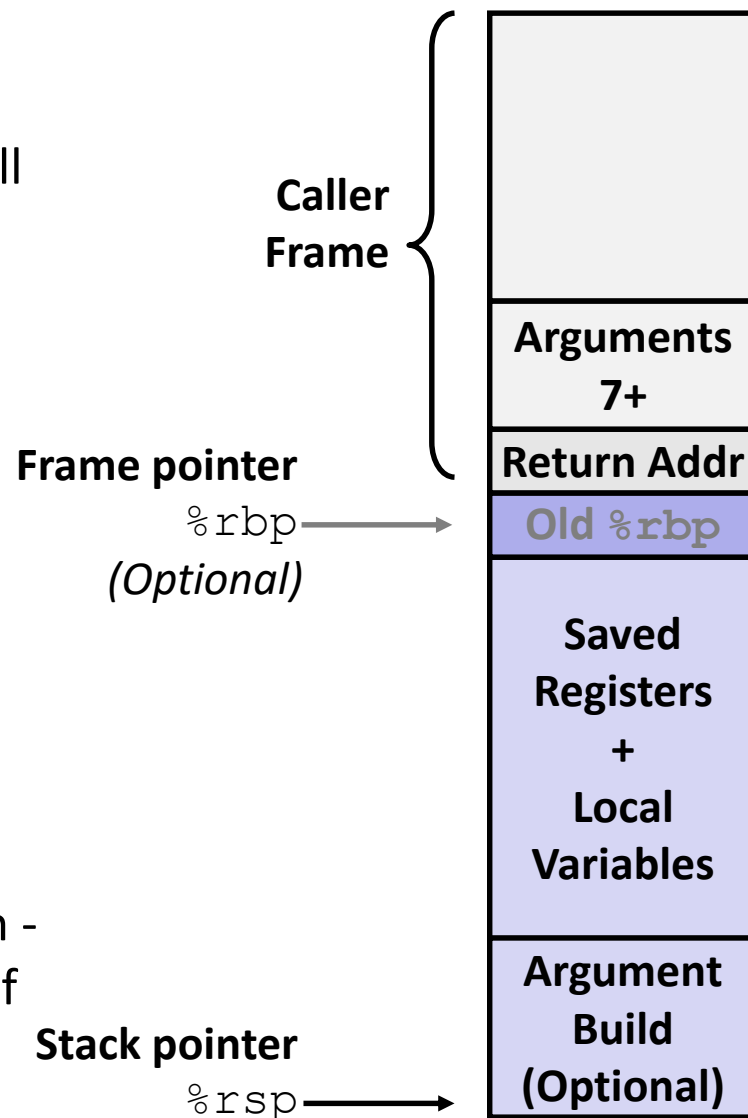 ll
Caller
Frame
Arguments
7+
Frame pointer
Return Addr
%rbp
Old %rbp
(Optional)
Saved
Registers
+
Local
Variables
n -
f
Argument
Build
(Optional)
Stack pointer
%rsp